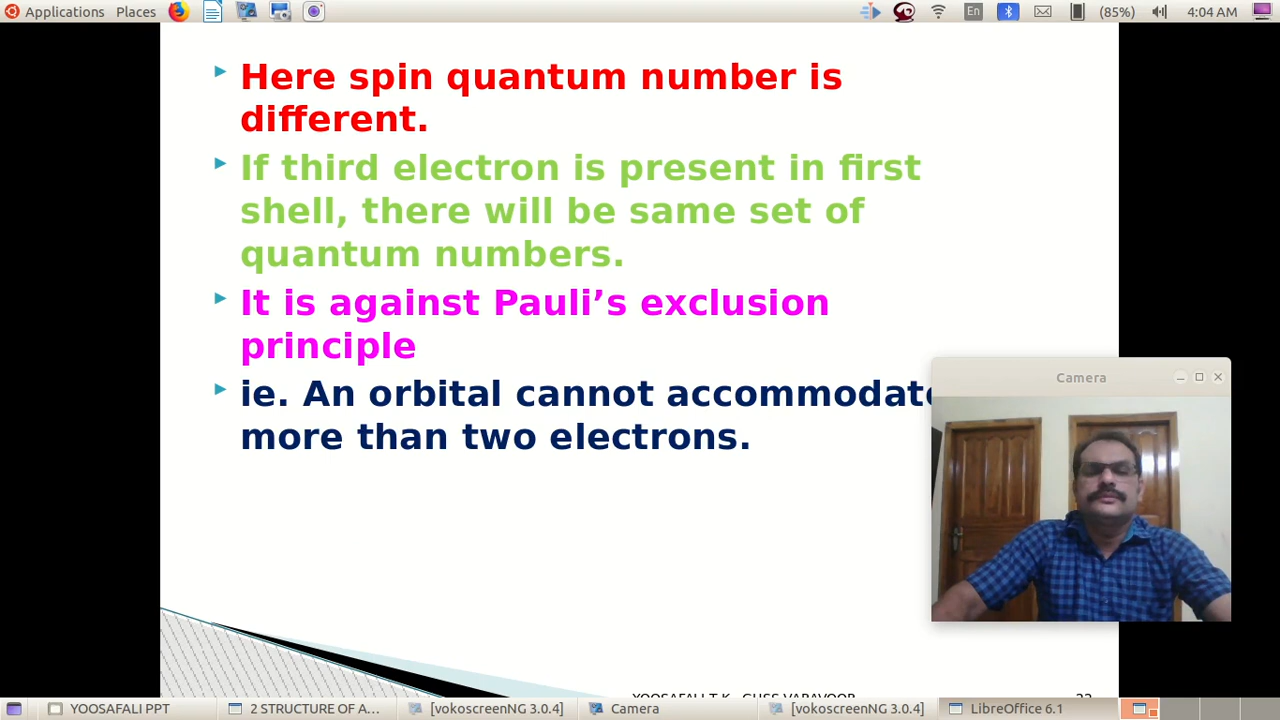 Applications Places En (85%) 4:04 AM
Here spin quantum number is
different.
If third electron is present in first
shell, there will be same set of
quantum numbers.
It is against Pauli’s exclusion
principle
ie. An orbital cannot accommodate
more than two electrons.
Camera
YOOSAFALI PPT 2 STRUCTURE OF A... [vokoscreenNG 3.0.4] Camera [vokoscreenNG 3.0.4] LibreOffice 6.1